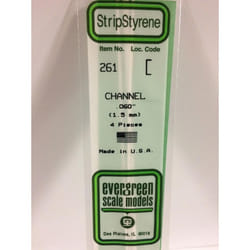 StripStyrene
Item No. Loc. Code
261
CHANNEL
.060"
(1.5 mm)
4 Pieces
Made in U.S.A.
evergreen
scale models
Des Plaines, IL 60018